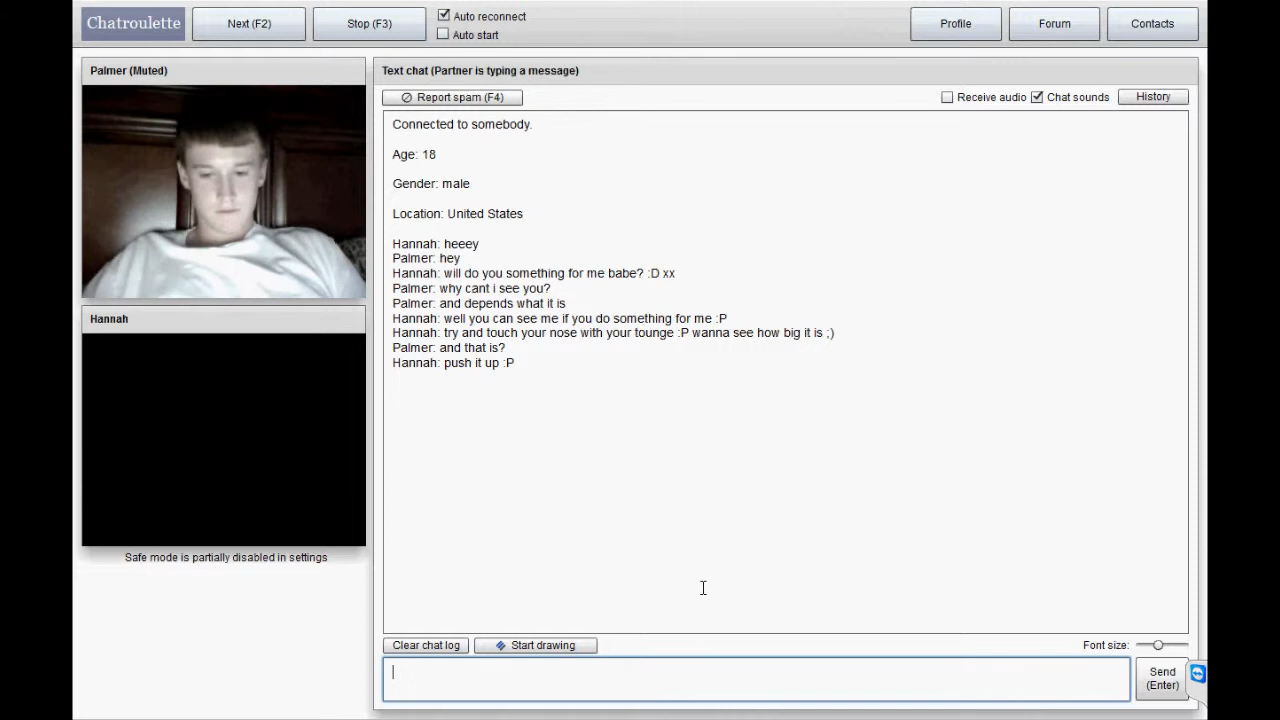 Chatroulette
Next (F2)
Stop (F3)
Auto reconnect
Auto start
Profile
Forum
Contacts
Palmer (Muted)
Text chat (Partner is typing a message)
Report spam (F4)
Receive audio
Chat sounds
History
Connected to somebody.
Age: 18
Gender: male
Location: United States
Hannah: heeey
Palmer: hey
Hannah: will do you something for me babe? :D xx
Palmer: why cant i see you?
Palmer: and depends what it is
Hannah: well you can see me if you do something for me :P
Hannah: try and touch your nose with your tounge :P wanna see how big it is ;)
Palmer: and that is?
Hannah: push it up :P
Hannah
Safe mode is partially disabled in settings
Clear chat log
Start drawing
Font size:
Send
(Enter)